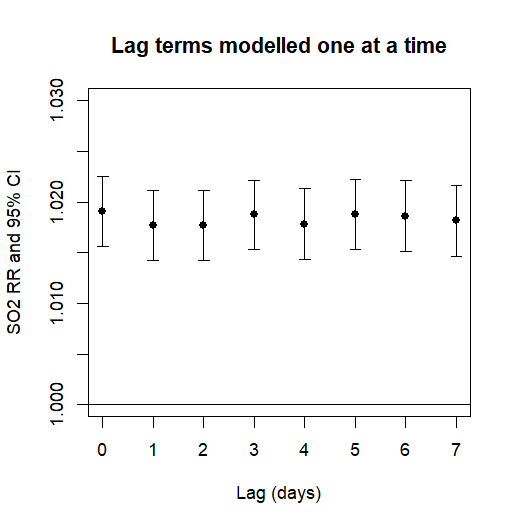 Lag terms modelled one at a time
SO2 RR and 95% CI
1.030
1.020
1.010
1.000
0 1 2 3 4 5 6 7
Lag (days)